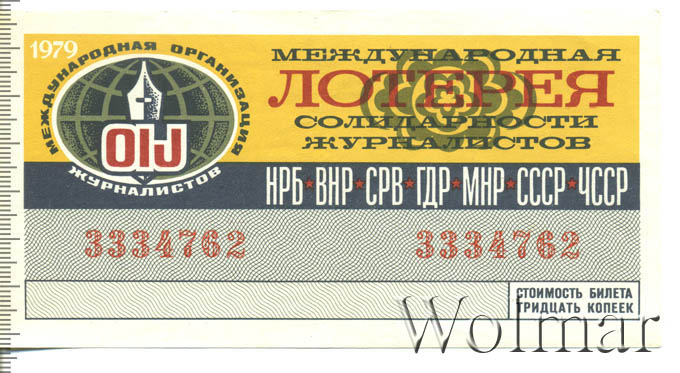 1979
МЕЖДУНАРОДНАЯ ОРГАНИЗАЦИЯ
ЖУРНАЛИСТОВ
OIJ
МЕЖДУНАРОДНАЯ
ЛОТЕРЕЯ
СОЛИДАРНОСТИ
ЖУРНАЛИСТОВ
НРБ★ВНР★СРВ★ГДР★МНР★СССР★ЧССР
3334762 3334762
СТОИМОСТЬ БИЛЕТА
ТРИДЦАТЬ КОПЕЕК
Wolmar